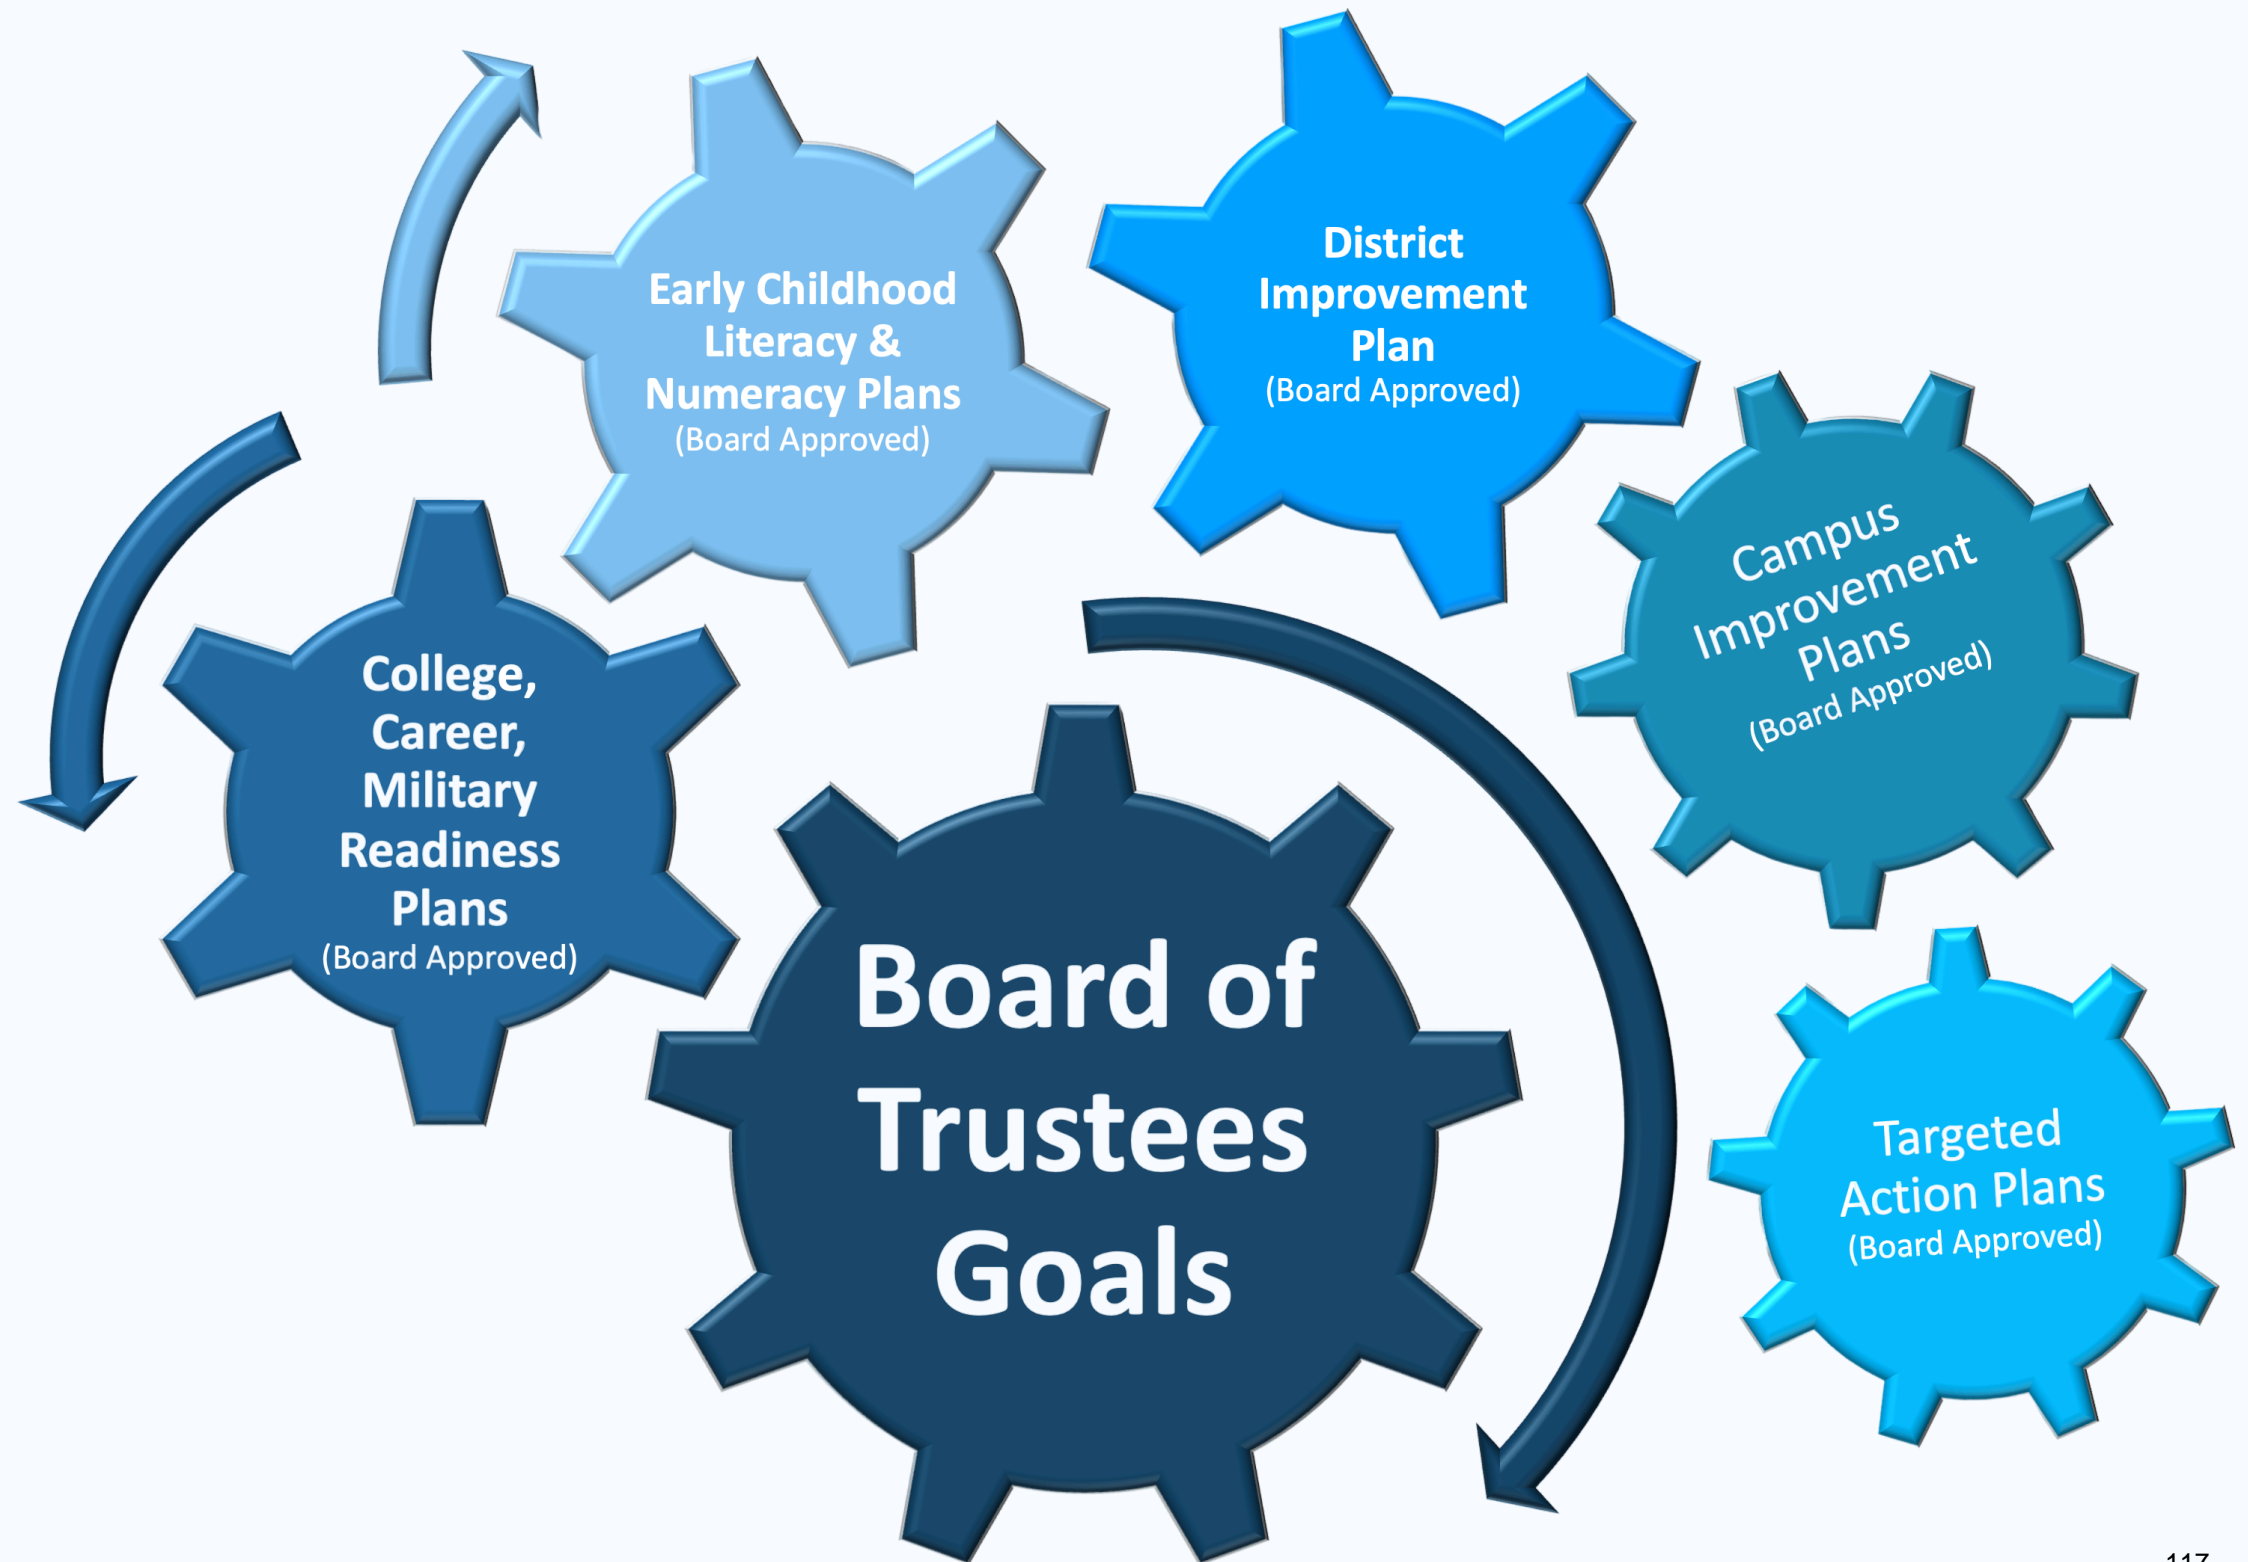 Early Childhood
Literacy &
Numeracy Plans
(Board Approved)
District
Improvement
Plan
(Board Approved)
Campus
Improvement
Plans
(Board Approved)
College,
Career,
Military
Readiness
Plans
(Board Approved)
Board of
Trustees
Goals
Targeted
Action Plans
(Board Approved)
117